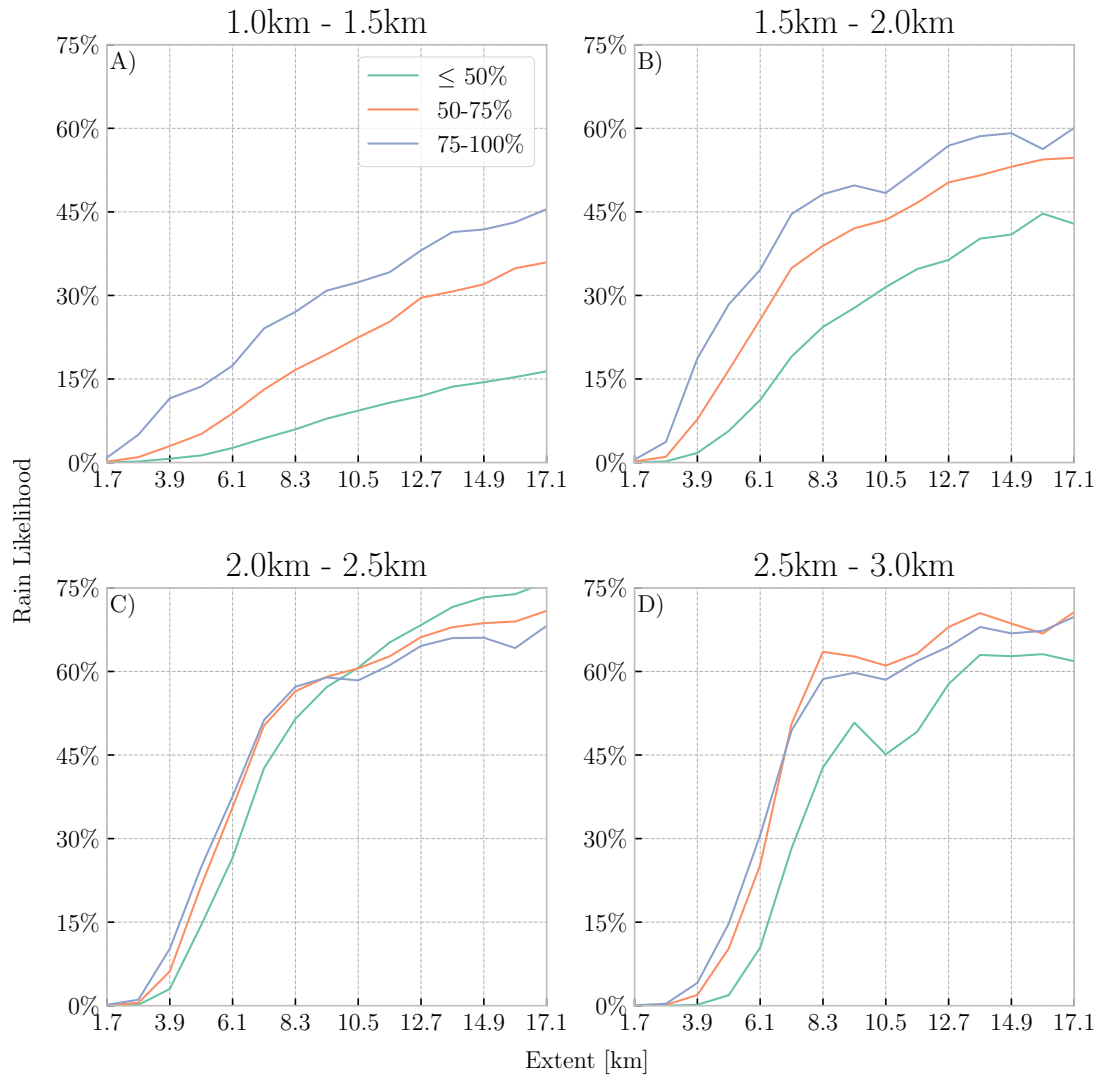 1.0km - 1.5km
A)
≤ 50%
50-75%
75-100%
75%
60%
45%
30%
15%
0%
1.7 3.9 6.1 8.3 10.5 12.7 14.9 17.1
1.5km - 2.0km
B)
75%
60%
45%
30%
15%
0%
1.7 3.9 6.1 8.3 10.5 12.7 14.9 17.1
Rain Likelihood
2.0km - 2.5km
C)
75%
60%
45%
30%
15%
0%
1.7 3.9 6.1 8.3 10.5 12.7 14.9 17.1
2.5km - 3.0km
D)
75%
60%
45%
30%
15%
0%
1.7 3.9 6.1 8.3 10.5 12.7 14.9 17.1
Extent [km]